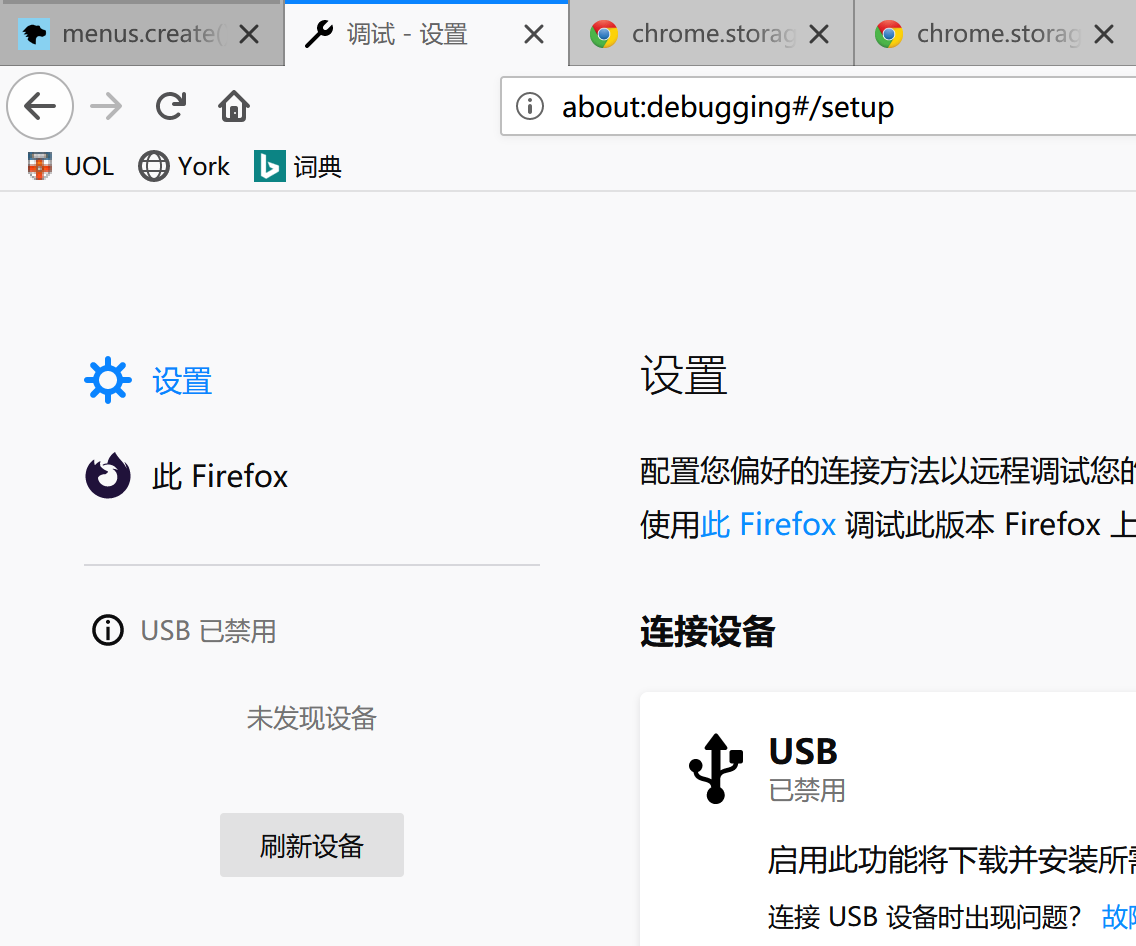 menus.create(
调试 - 设置
chrome.storag
chrome.storag
about:debugging#/setup
UOL
York
词典
设置
此 Firefox
USB 已禁用
未发现设备
刷新设备
设置
配置您偏好的连接方法以远程调试您的
使用此 Firefox 调试此版本 Firefox 上
连接设备
USB
已禁用
启用此功能将下载并安装所需
连接 USB 设备时出现问题? 故障